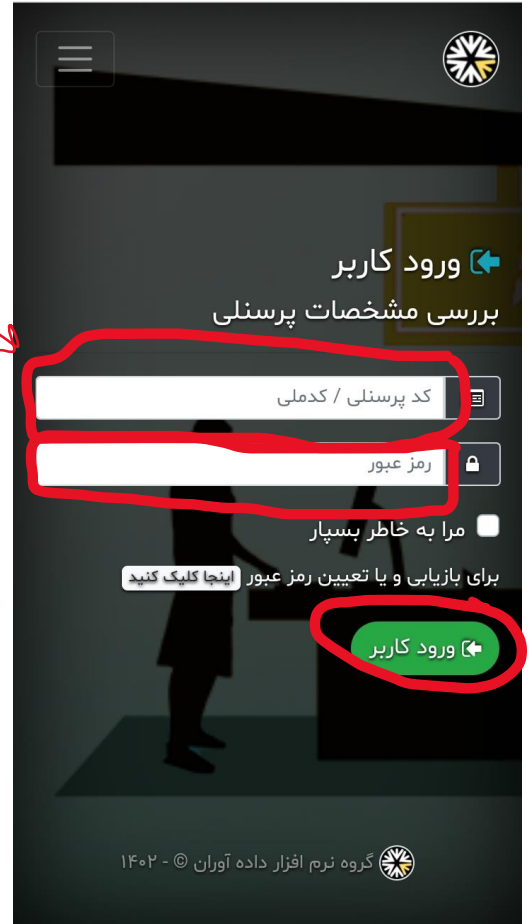 ورود کاربر
بررسی مشخصات پرسنلی
کد پرسنلی / کدملی
رمز عبور
مرا به خاطر بسپار
برای بازیابی و یا تعیین رمز عبور اینجا کلیک کنید
ورود کاربر
گروه نرم افزار داده آوران © - ۱۴۰۲